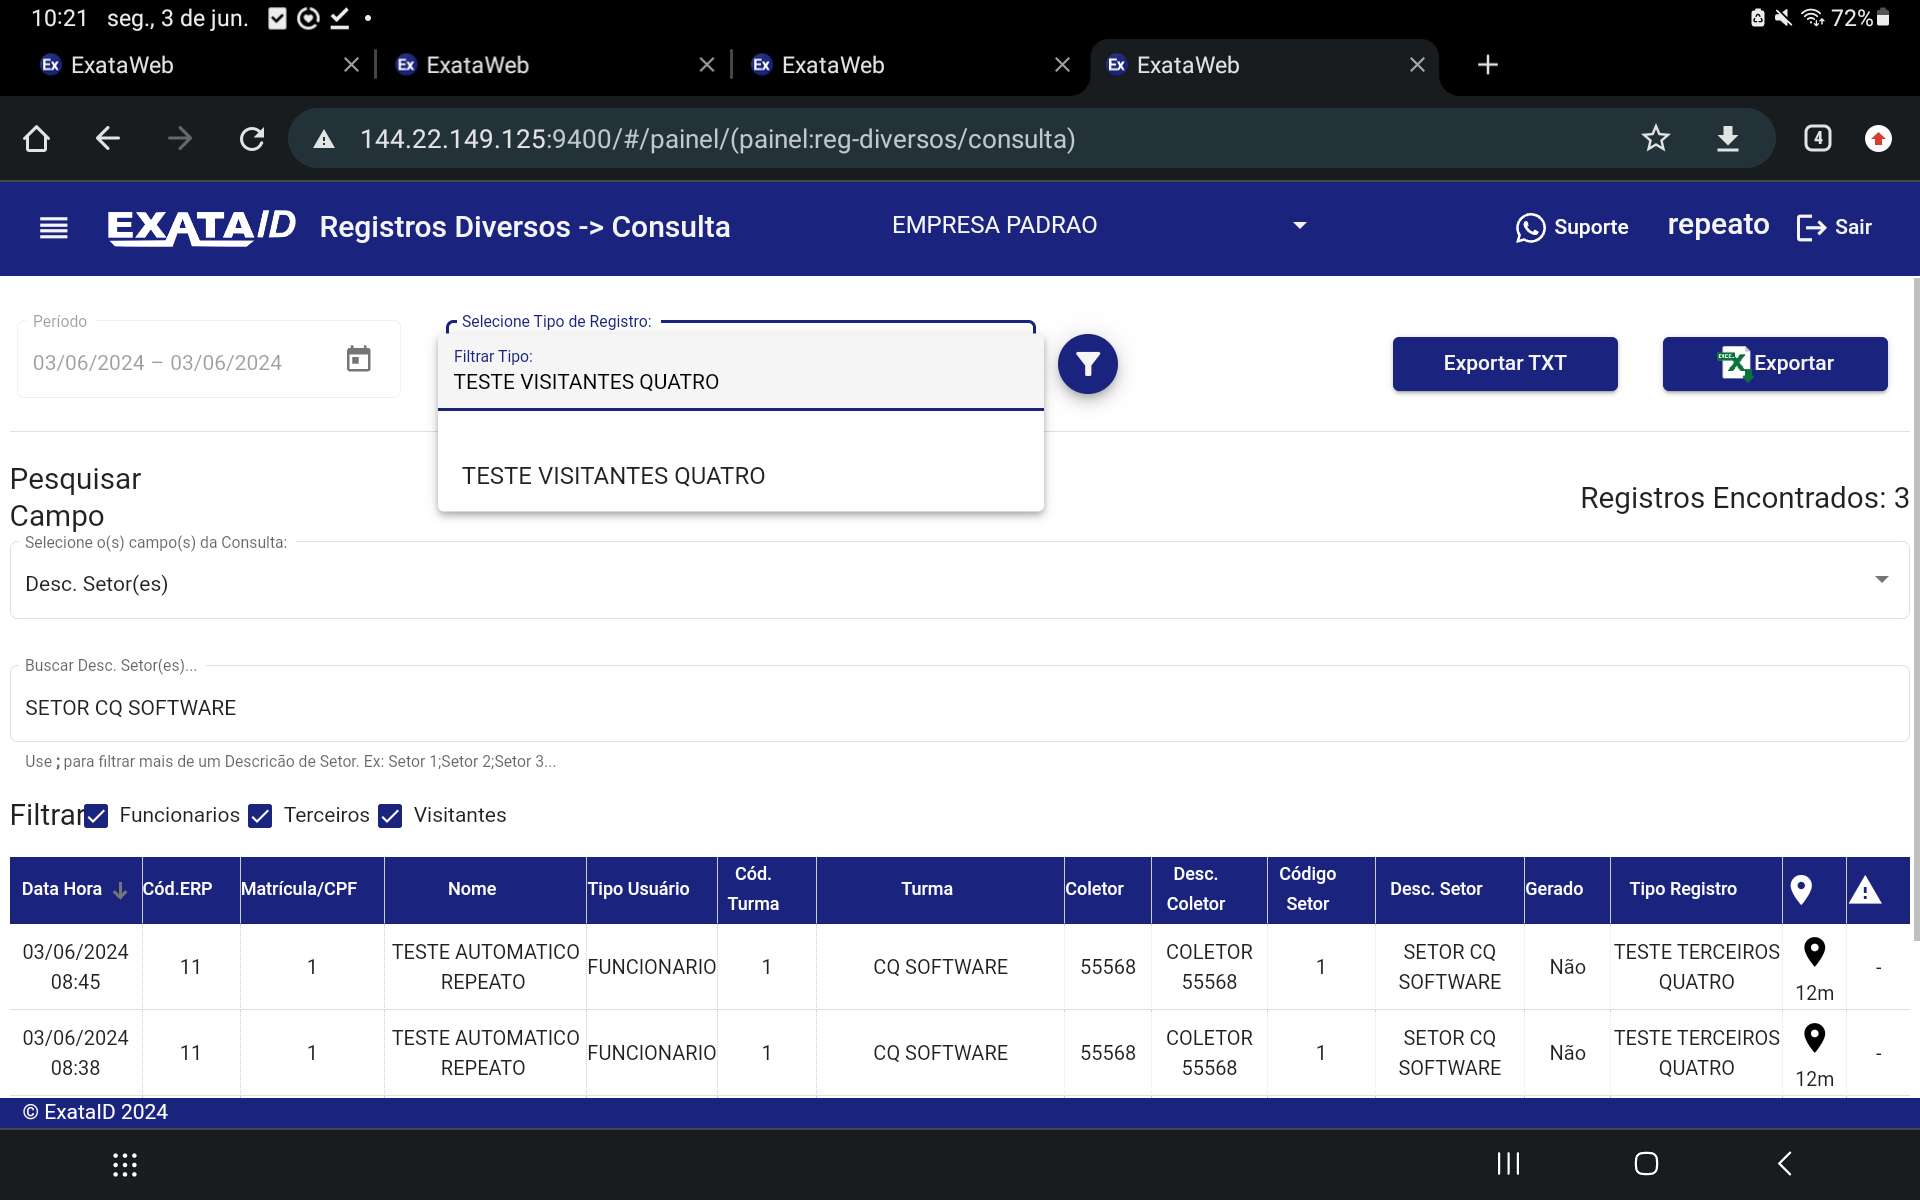 10:21 seg., 3 de jun. 72%
ExataWeb ExataWeb ExataWeb ExataWeb
144.22.149.125:9400/#/painel/(painel:reg-diversos/consulta) 4
EXATA/ID Registros Diversos -> Consulta EMPRESA PADRAO Suporte repeato Sair
Período
03/06/2024 – 03/06/2024
Selecione Tipo de Registro:
Filtrar Tipo:
TESTE VISITANTES QUATRO
TESTE VISITANTES QUATRO
Exportar TXT
Exportar
Pesquisar
Campo
Registros Encontrados: 3
Selecione o(s) campo(s) da Consulta:
Desc. Setor(es)
Buscar Desc. Setor(es)...
SETOR CQ SOFTWARE
Use ; para filtrar mais de um Descricão de Setor. Ex: Setor 1;Setor 2;Setor 3...
Filtrar Funcionarios Terceiros Visitantes
Data Hora Cód.ERP Matrícula/CPF Nome Tipo Usuário Cód. Turma Turma Coletor Desc. Coletor Código Setor Desc. Setor Gerado Tipo Registro
03/06/2024 08:45 11 1 TESTE AUTOMATICO REPEATO FUNCIONARIO 1 CQ SOFTWARE 55568 COLETOR 55568 1 SETOR CQ SOFTWARE Não TESTE TERCEIROS QUATRO 12m -
03/06/2024 08:38 11 1 TESTE AUTOMATICO REPEATO FUNCIONARIO 1 CQ SOFTWARE 55568 COLETOR 55568 1 SETOR CQ SOFTWARE Não TESTE TERCEIROS QUATRO 12m -
© ExataID 2024